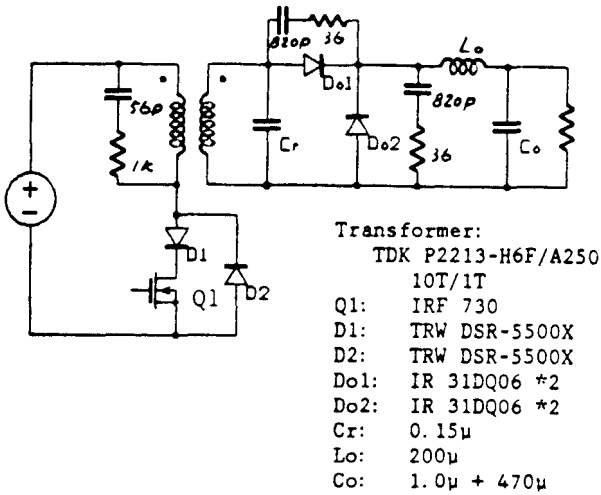 820p 36
56p
1K
Cr
Do1
Do2
820p
36
Lo
Co
+
−
D1
Q1
D2
Transformer:
TDK P2213-H6F/A250
10T/1T
Q1: IRF 730
D1: TRW DSR-5500X
D2: TRW DSR-5500X
Do1: IR 31DQ06 *2
Do2: IR 31DQ06 *2
Cr: 0.15μ
Lo: 200μ
Co: 1.0μ + 470μ